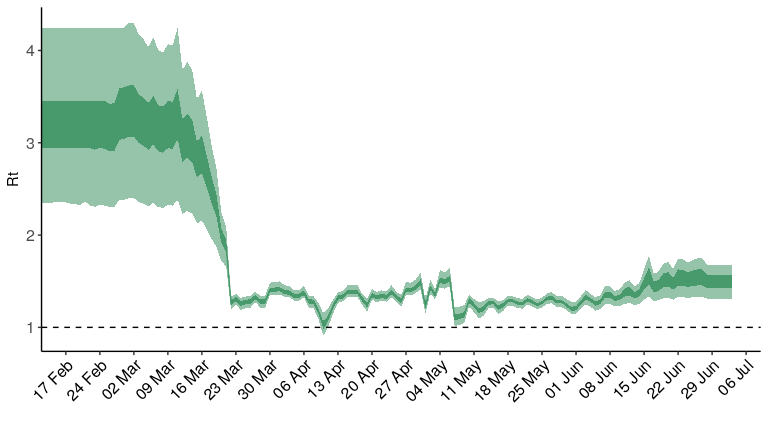 4
3
2
1
Rt
17 Feb
24 Feb
02 Mar
09 Mar
16 Mar
23 Mar
30 Mar
06 Apr
13 Apr
20 Apr
27 Apr
04 May
11 May
18 May
25 May
01 Jun
08 Jun
15 Jun
22 Jun
29 Jun
06 Jul